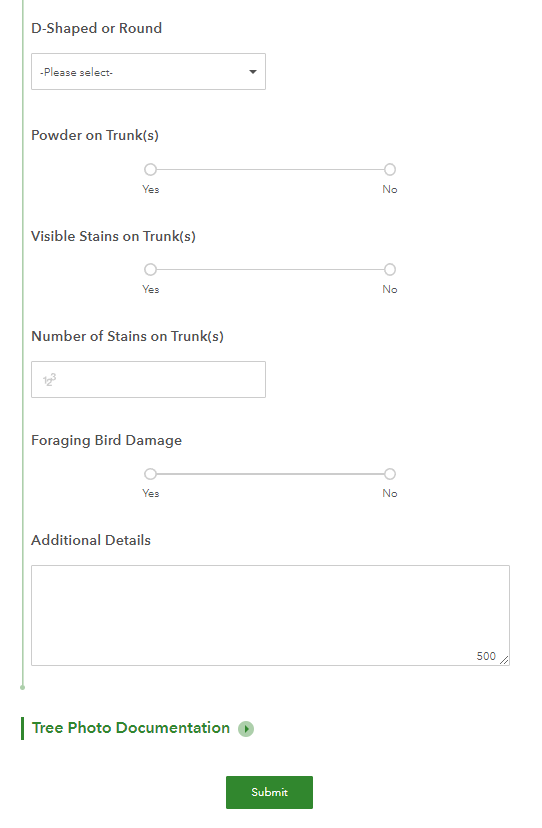 D-Shaped or Round
-Please select-
Powder on Trunk(s)
Yes No
Visible Stains on Trunk(s)
Yes No
Number of Stains on Trunk(s)
123
Foraging Bird Damage
Yes No
Additional Details
500
Tree Photo Documentation
Submit